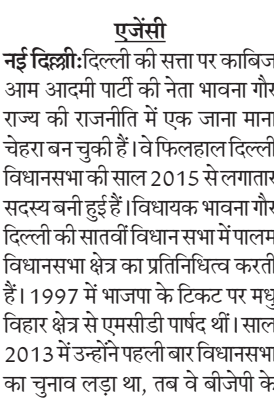 एजेंसी
नई दिल्ली:दिल्ली की सत्ता पर काबिज
आम आदमी पार्टी की नेता भावना गौर
राज्य की राजनीति में एक जाना माना
चेहरा बन चुकी हैं। वे फिलहाल दिल्ली
विधानसभा की साल 2015 से लगातार
सदस्य बनी हुई हैं। विधायक भावना गौर
दिल्ली की सातवीं विधान सभा में पालम
विधानसभा क्षेत्र का प्रतिनिधित्व करती
हैं। 1997 में भाजपा के टिकट पर मधु
विहार क्षेत्र से एमसीडी पार्षद थीं। साल
2013 में उन्होंने पहली बार विधानसभा
का चुनाव लड़ा था, तब वे बीजेपी के